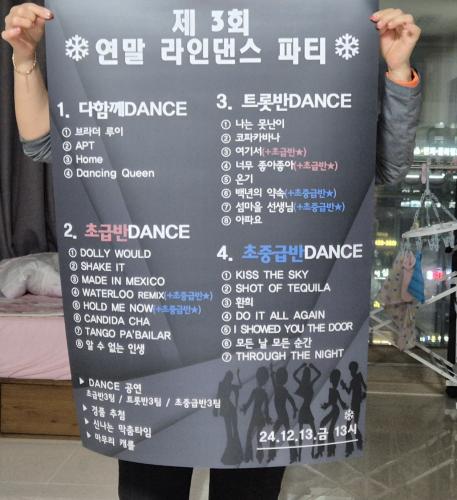 제 3회
연말 라인댄스 파티
1. 다함께DANCE
① 브라더 루이
② APT
③ Home
④ Dancing Queen
2. 초급반DANCE
① DOLLY WOULD
② SHAKE IT
③ MADE IN MEXICO
④ WATERLOO REMIX(+초중급반★)
⑤ HOLD ME NOW(+초중급반★)
⑥ CANDIDA CHA
⑦ TANGO PA'BAILAR
⑧ 알 수 없는 인생
▶ DANCE 공연
초급반3팀 / 트롯반3팀 / 초중급반3팀
▶ 경품 추첨
▶ 신나는 막춤타임
▶ 마무리 캐롤
3. 트롯반DANCE
① 나는 못난이
② 코파카바나
③ 여기서(+초급반★)
④ 너무 좋아좋아(+초급반★)
⑤ 온기
⑥ 백년의 약속(+초중급반★)
⑦ 섬마을 선생님(+초중급반★)
⑧ 아파요
4. 초중급반DANCE
① KISS THE SKY
② SHOT OF TEQUILA
③ 환희
④ DO IT ALL AGAIN
⑤ I SHOWED YOU THE DOOR
⑥ 모든 날 모든 순간
⑦ THROUGH THE NIGHT
24.12.13.금 13시